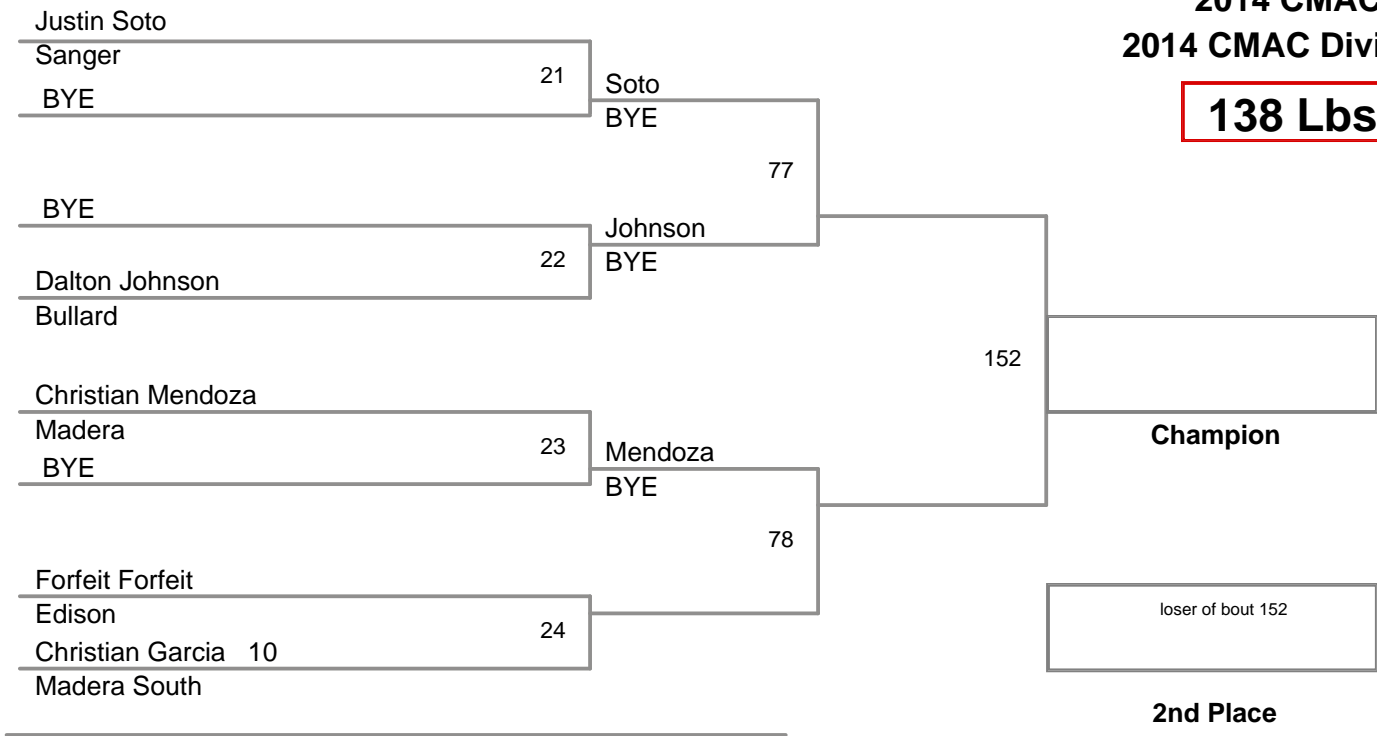 2014 CMAC
2014 CMAC Divi
138 Lbs
Justin Soto
Sanger
BYE
21
Soto
BYE
77
BYE
22
Johnson
BYE
Dalton Johnson
Bullard
152
Champion
Christian Mendoza
Madera
BYE
23
Mendoza
BYE
78
Forfeit Forfeit
Edison
24
Christian Garcia 10
Madera South
loser of bout 152
2nd Place